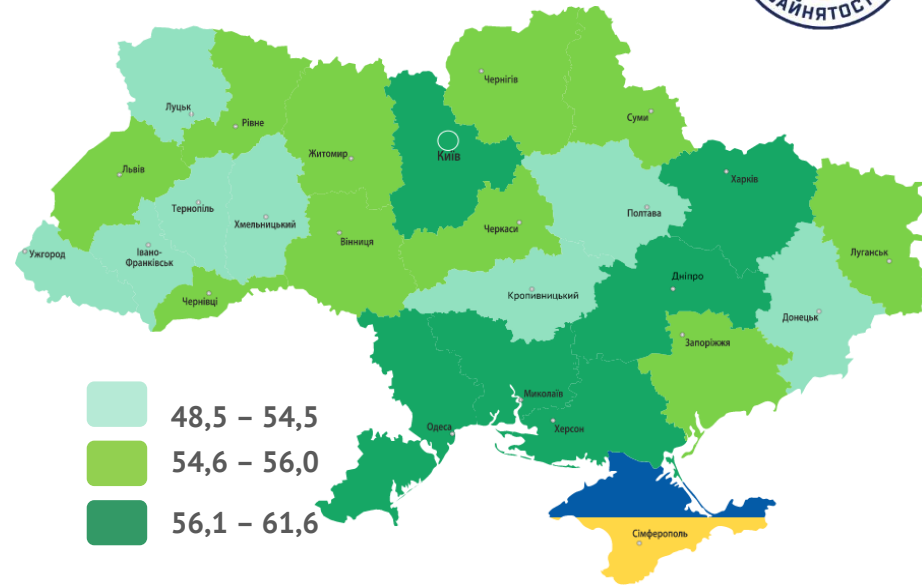 АЙНЯТОСТ
Чернігів
Суми
Луцьк
Рівне
Київ
Житомир
Львів
Харків
Тернопіль
Хмельницький
Полтава
Черкаси
Вінниця
Ужгород
Івано-
Франківськ
Луганськ
Дніпро
Чернівці
Кропивницький
Донецьк
Запоріжжя
Миколаїв
Одеса
Херсон
48,5 – 54,5
54,6 – 56,0
56,1 – 61,6
Сімферополь